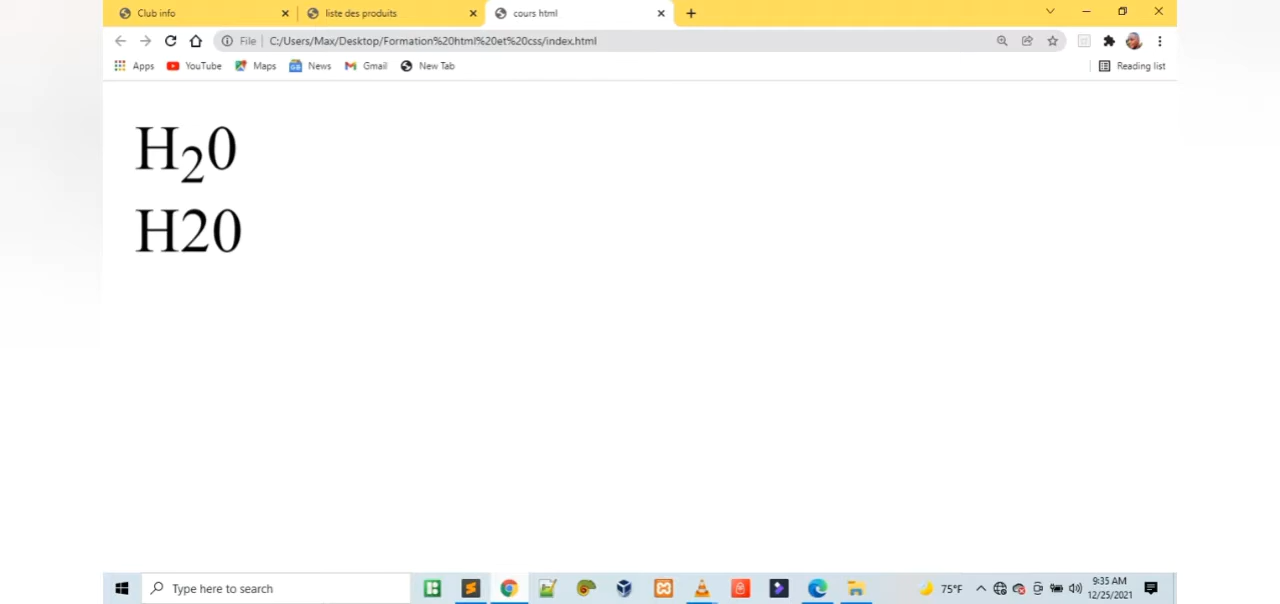 Club info
liste des produits
cours html
File
C:/Users/Max/Desktop/Formation%20html%20et%20css/index.html
Apps
YouTube
Maps
News
Gmail
New Tab
Reading list
H₂0
H20
Type here to search
75°F
9:35 AM
12/25/2021